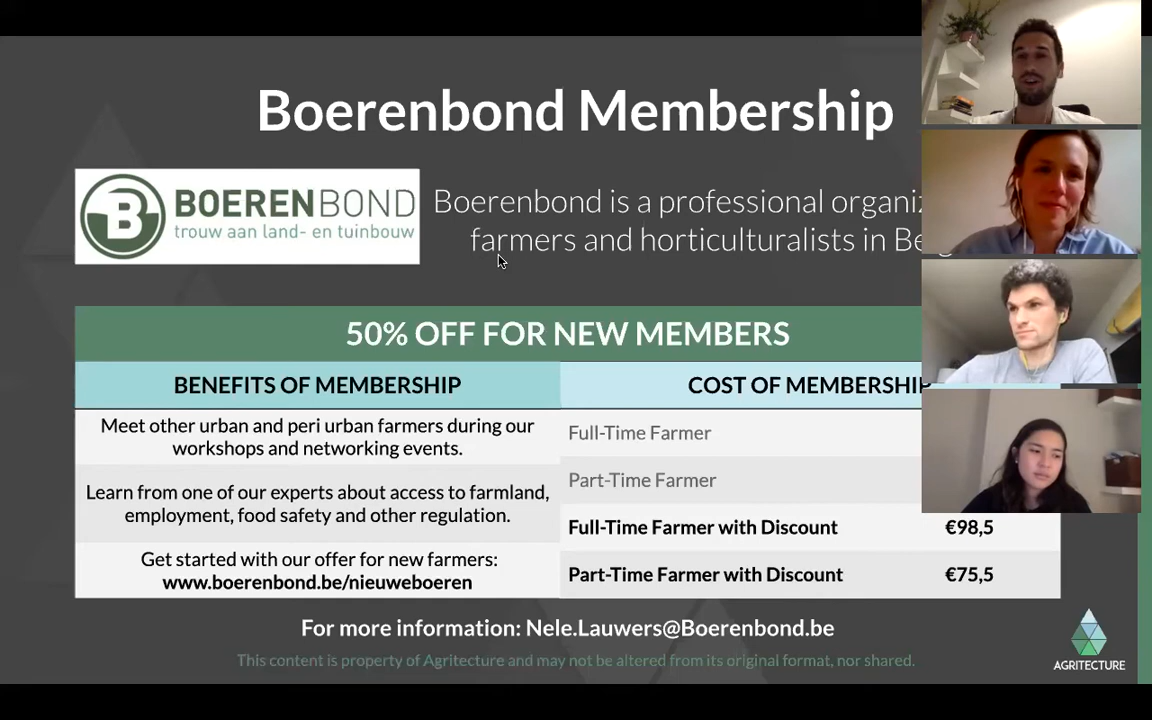 Boerenbond Membership
B
BOERENBOND
trouw aan land- en tuinbouw
Boerenbond is a professional
farmers and horticulturalists in
50% OFF FOR NEW MEMBERS
BENEFITS OF MEMBERSHIP
COST OF MEMBERSHIP
Meet other urban and peri urban farmers during our
workshops and networking events.
Learn from one of our experts about access to farmland,
employment, food safety and other regulation.
Get started with our offer for new farmers:
www.boerenbond.be/nieuweboeren
Full-Time Farmer
Part-Time Farmer
Full-Time Farmer with Discount €98,5
Part-Time Farmer with Discount €75,5
For more information: Nele.Lauwers@Boerenbond.be
This content is property of Agritecture and may not be altered from its original format, nor shared.
AGRITECTURE